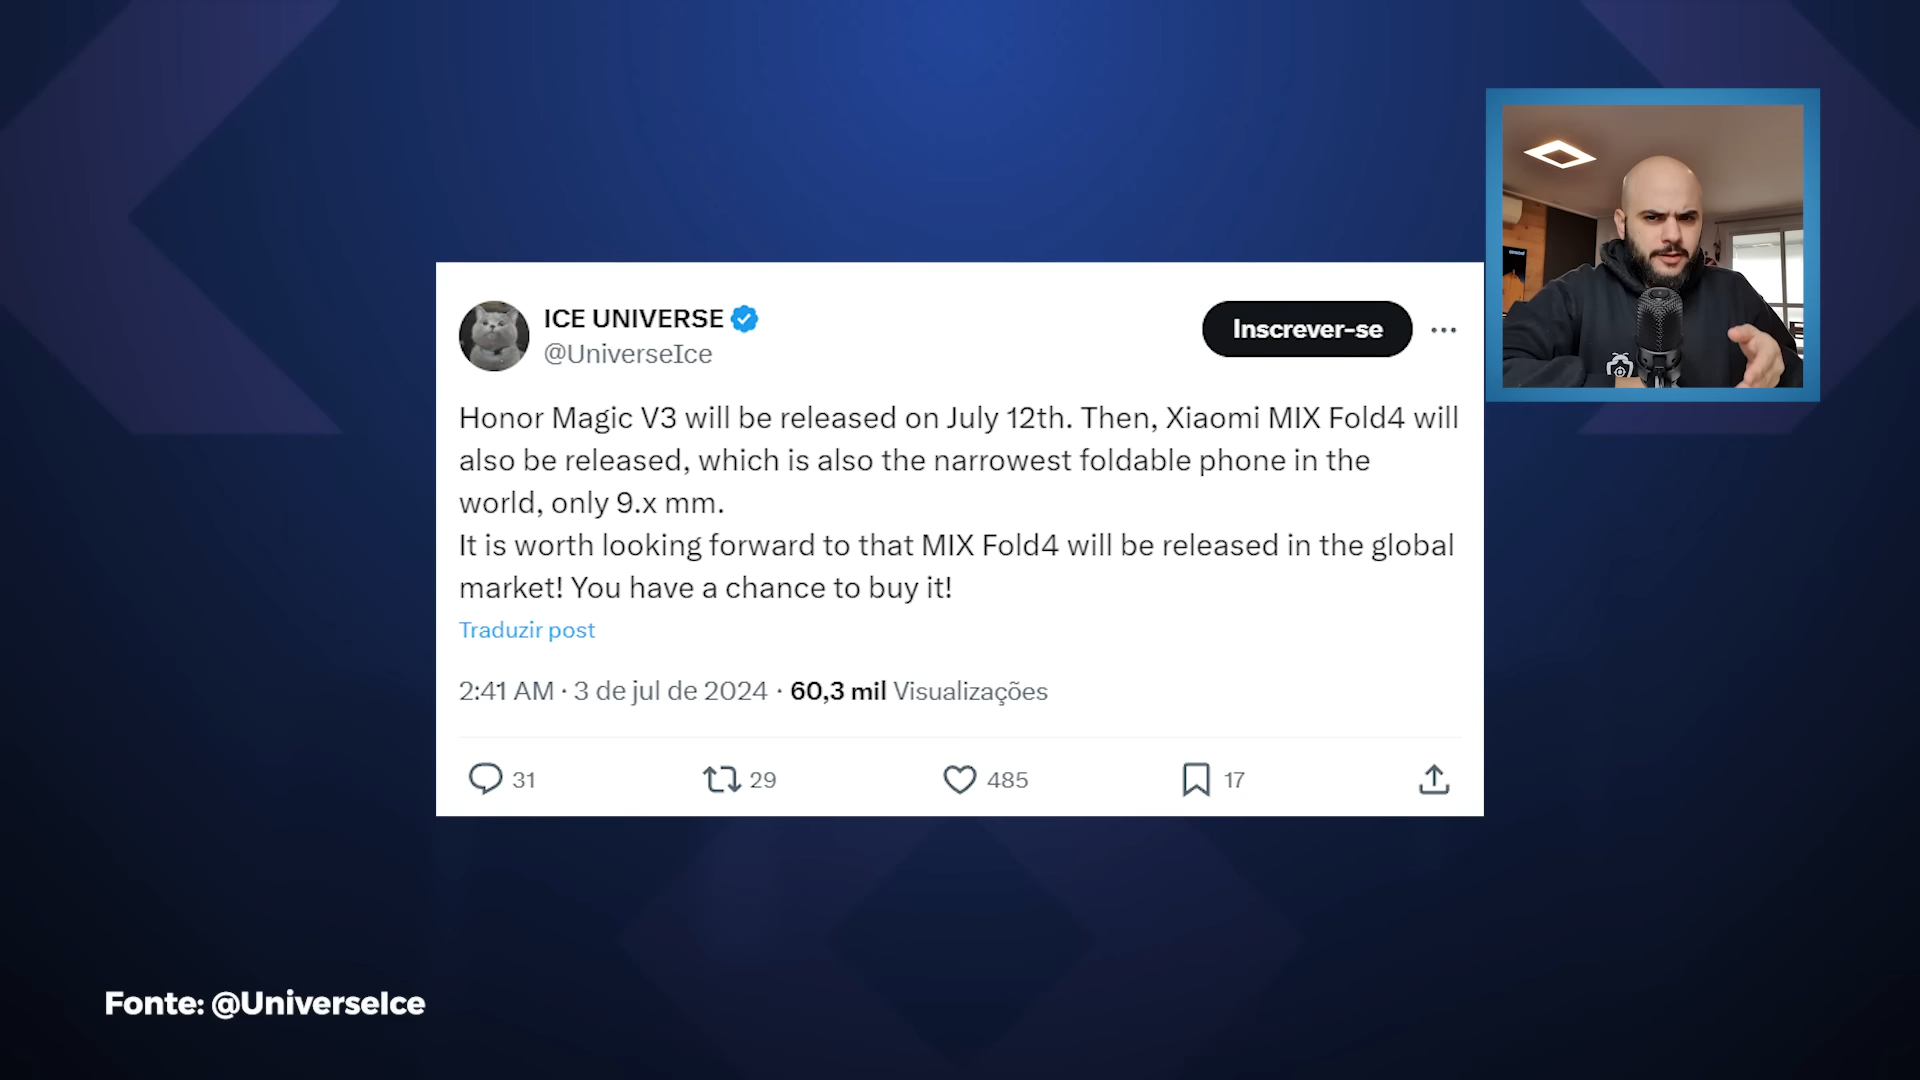 ICE UNIVERSE
@UniverseIce
Inscrever-se
Honor Magic V3 will be released on July 12th. Then, Xiaomi MIX Fold4 will
also be released, which is also the narrowest foldable phone in the
world, only 9.x mm.
It is worth looking forward to that MIX Fold4 will be released in the global
market! You have a chance to buy it!
Traduzir post
2:41 AM · 3 de jul de 2024 · 60,3 mil Visualizações
31 29 485 17
Fonte: @UniverseIce